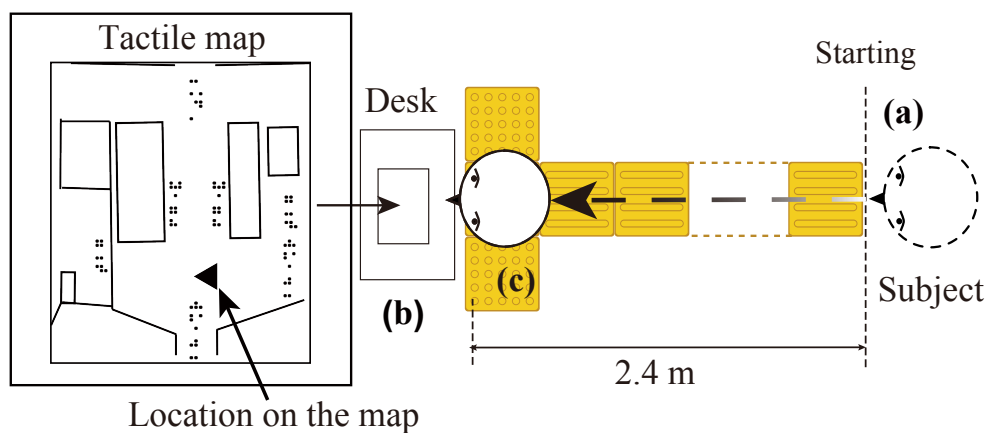 Tactile map
Starting
Desk
(a)
(b)
(c)
Subject
2.4 m
Location on the map